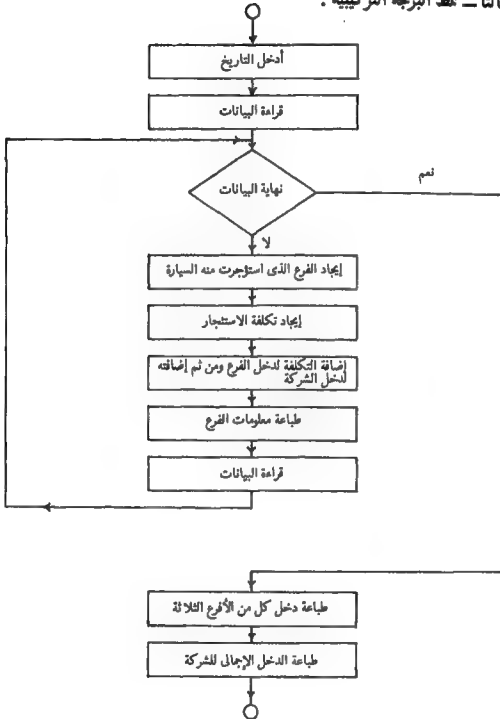 البرمجة التركيبية :
أدخل التاريخ
قراءة البيانات
نهاية البيانات
نعم
لا
إيجاد الفرع الذى استؤجرت منه السيارة
إيجاد تكلفة الاستئجار
إضافة التكلفة لدخل الفرع ومن ثم إضافته
لدخل الشركة
طباعة معلومات الفرع
قراءة البيانات
طباعة دخل كل من الأفرع الثلاثة
طباعة الدخل الإجمالى للشركة